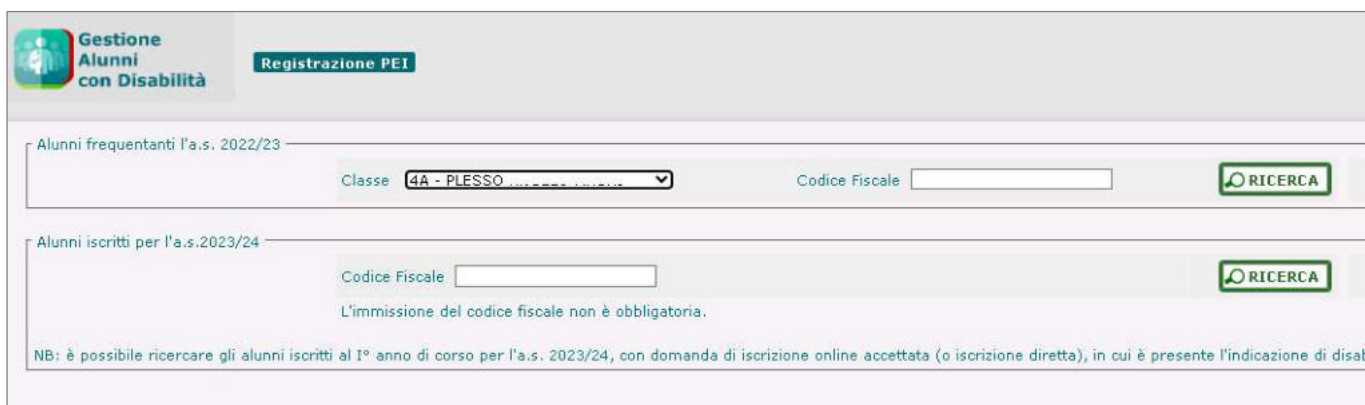 Gestione
Alunni
con Disabilità
Registrazione PEI
Alunni frequentanti l'a.s. 2022/23
Classe 4A - PLESSO Codice Fiscale RICERCA
Alunni iscritti per l'a.s.2023/24
Codice Fiscale RICERCA
L'immissione del codice fiscale non è obbligatoria.
NB: è possibile ricercare gli alunni iscritti al I° anno di corso per l'a.s. 2023/24, con domanda di iscrizione online accettata (o iscrizione diretta), in cui è presente l'indicazione di disab